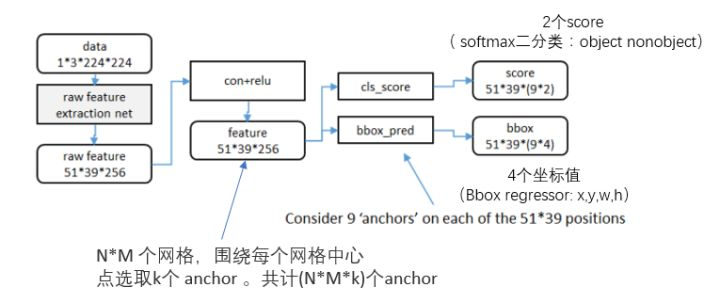 2个score
（ softmax二分类：object nonobject）
data
1*3*224*224
raw feature
extraction net
raw feature
51*39*256
con+relu
feature
51*39*256
cls_score
bbox_pred
score
51*39*(9*2)
bbox
51*39*(9*4)
4个坐标值
（Bbox regressor: x,y,w,h）
Consider 9 ‘anchors’ on each of the 51*39 positions
N*M 个网格，围绕每个网格中心
点选取k个 anchor 。共计(N*M*k)个anchor